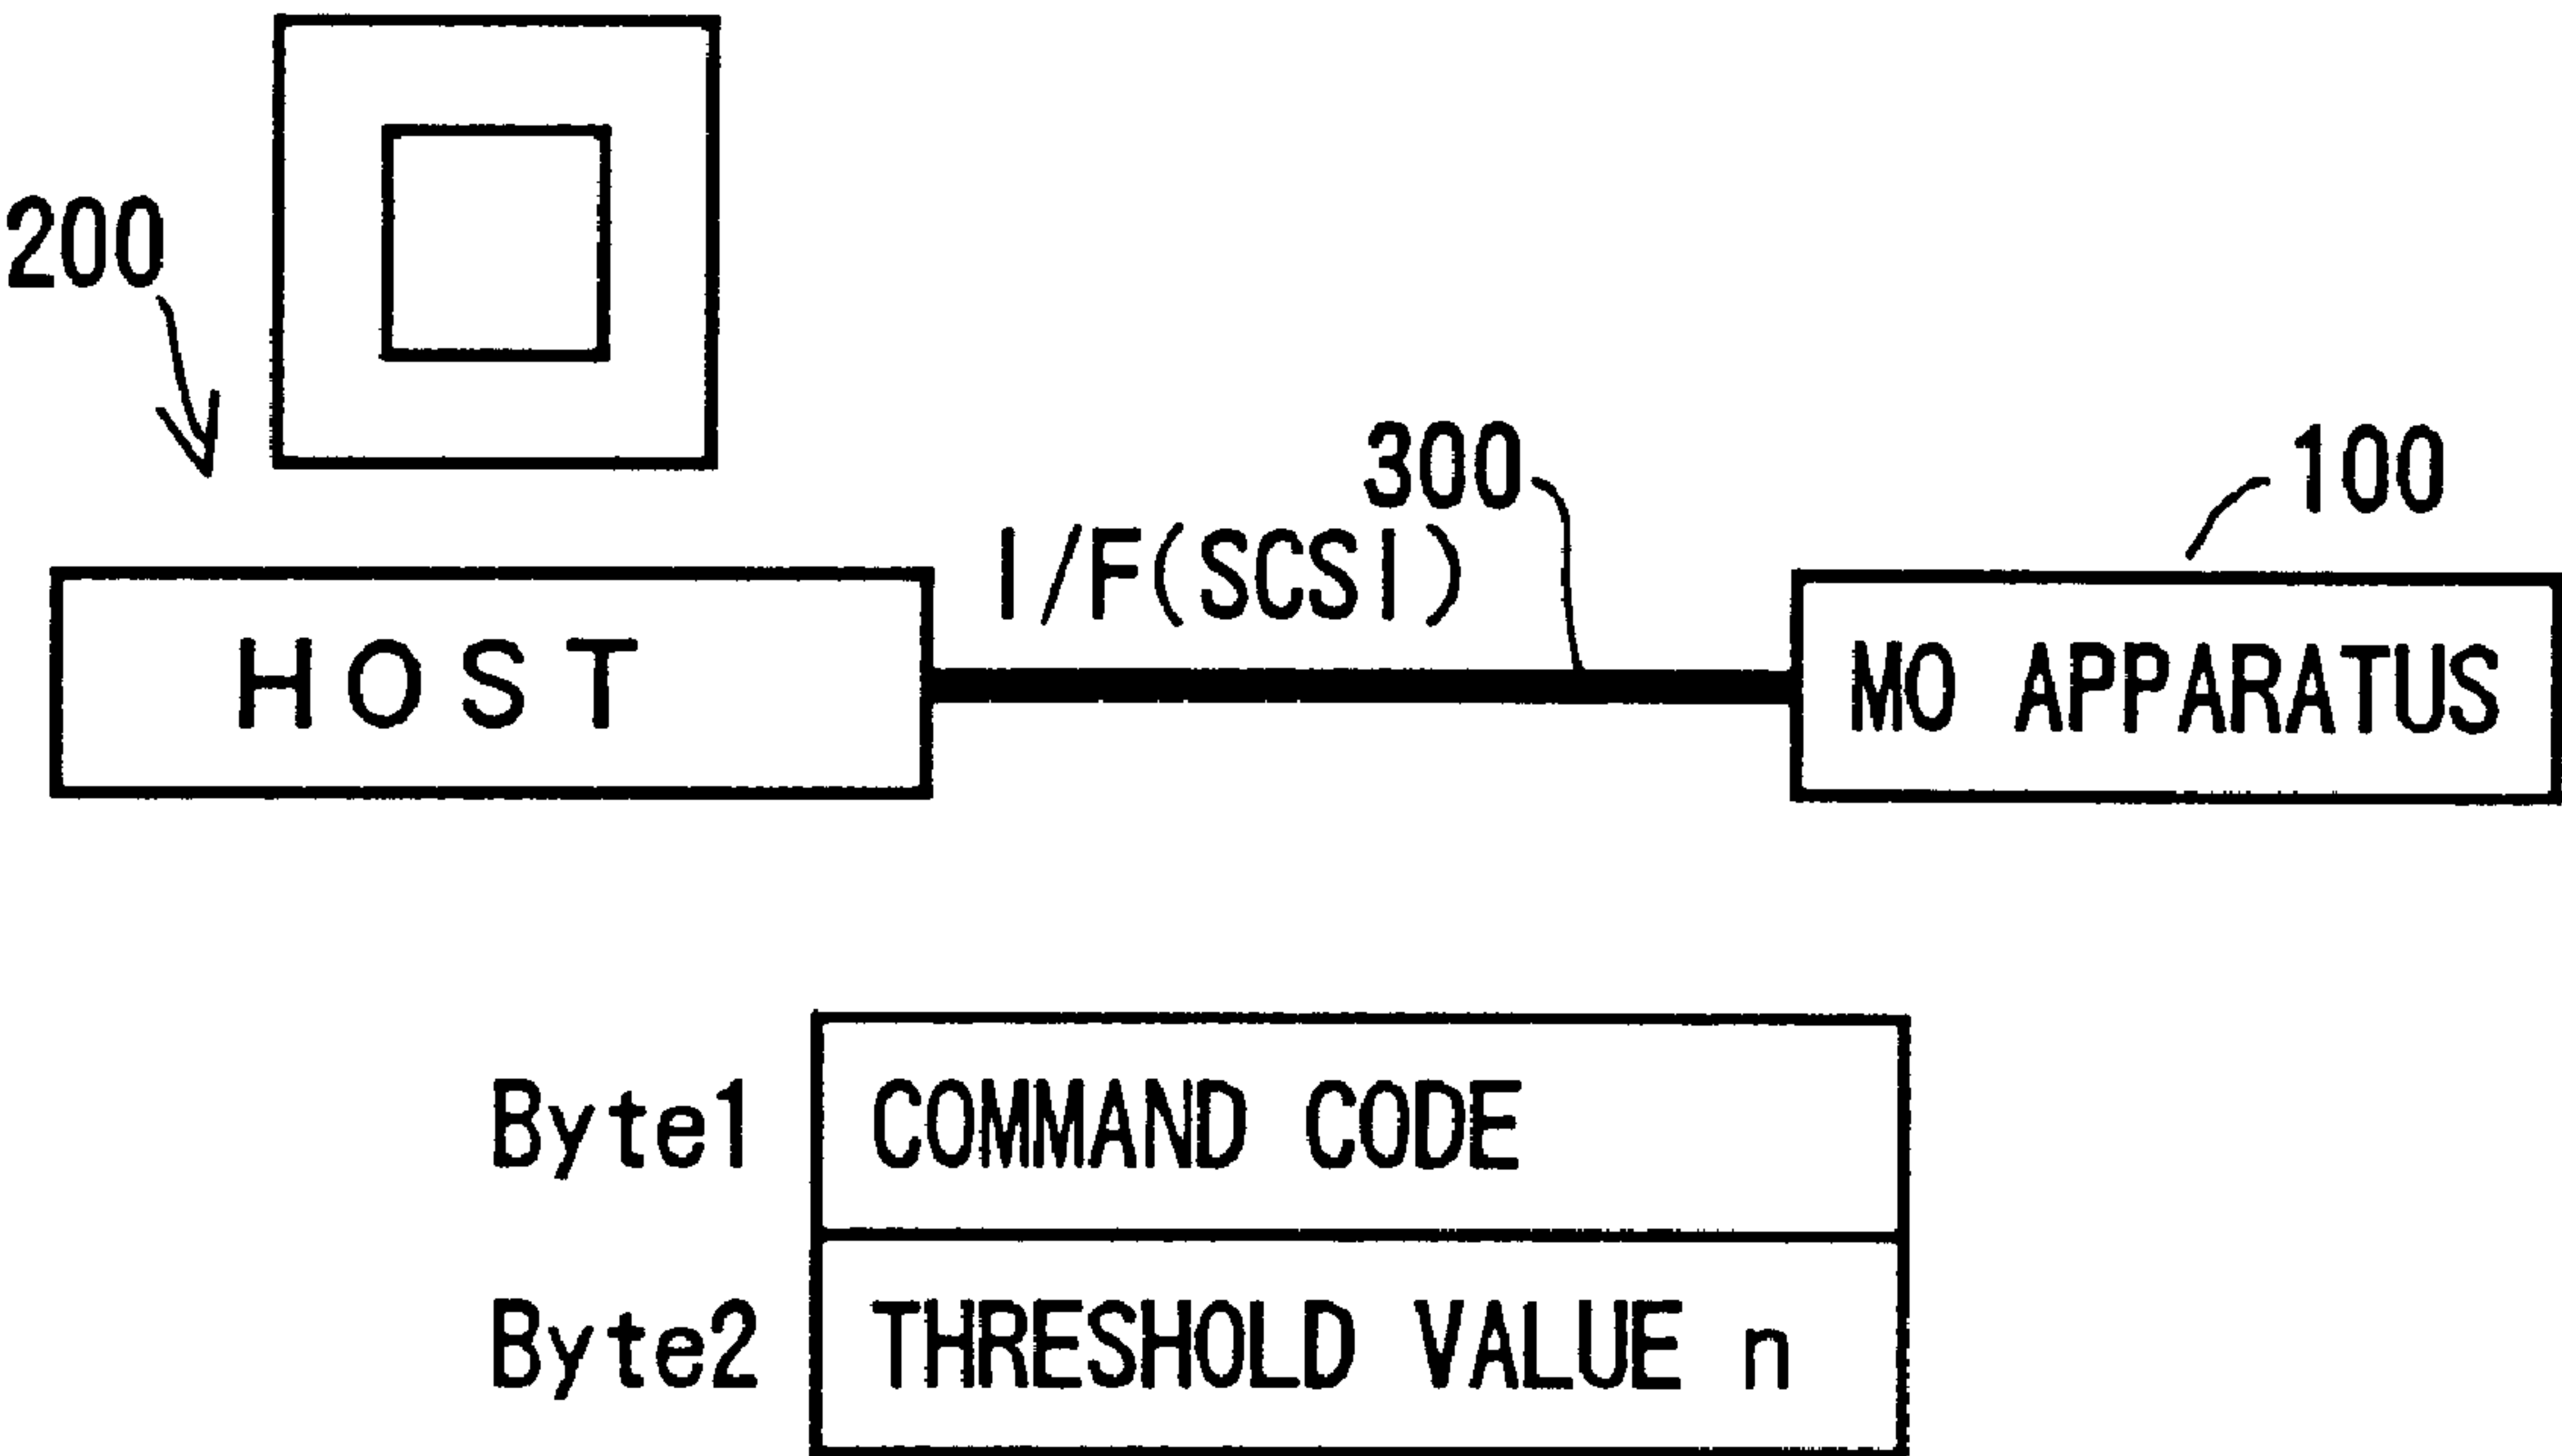 200
300
100
I/F(SCSI)
HOST
MO APPARATUS
Byte1 COMMAND CODE
Byte2 THRESHOLD VALUE n